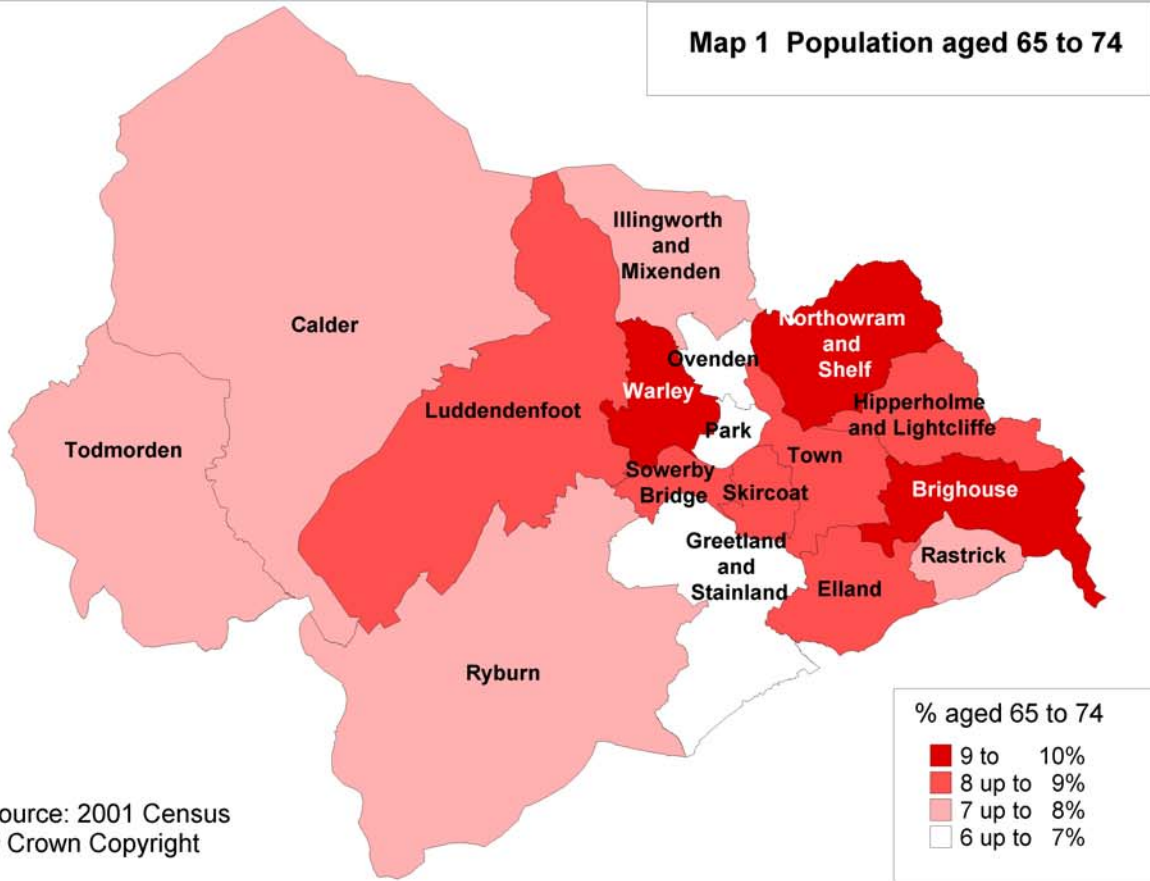 Map 1 Population aged 65 to 74
Illingworth
and
Mixenden
Calder
Northowram
and
Shelf
Ovenden
Warley
Hipperholme
and Lightcliffe
Luddendenfoot
Park
Todmorden
Town
Sowerby
Bridge
Skircoat
Brighouse
Greetland
and
Stainland
Rastrick
Elland
Ryburn
% aged 65 to 74
9 to 10%
8 up to 9%
7 up to 8%
6 up to 7%
ource: 2001 Census
Crown Copyright